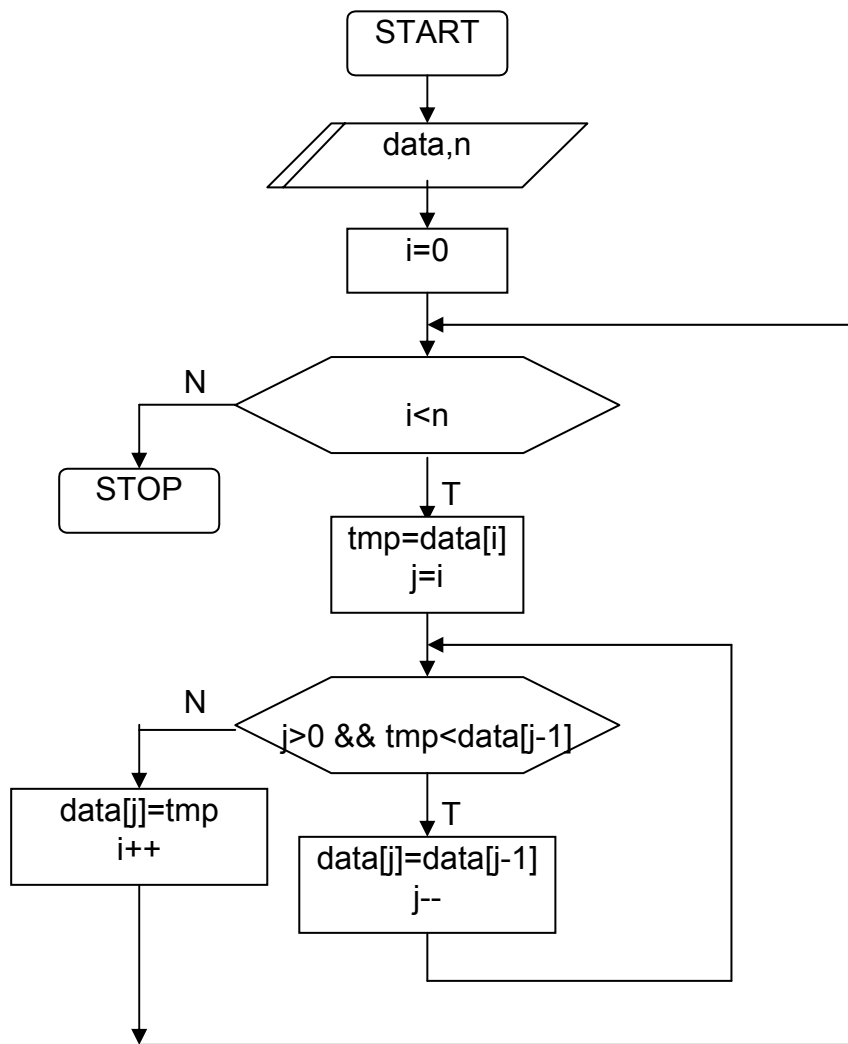 START
data,n
i=0
N
i<n
STOP
T
tmp=data[i]
j=i
N
j>0 && tmp<data[j-1]
data[j]=tmp
i++
T
data[j]=data[j-1]
j--